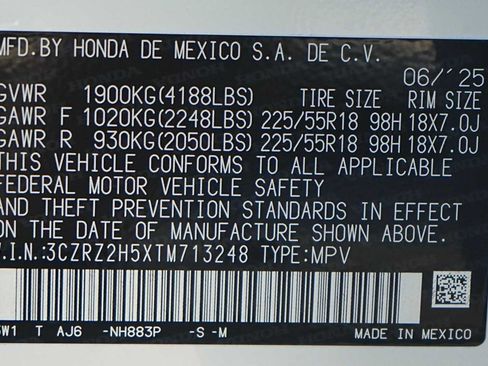 MFD.BY HONDA DE MEXICO S.A. DE C.V.
06/'25
GVWR 1900KG(4188LBS) TIRE SIZE RIM SIZE
GAWR F 1020KG(2248LBS) 225/55R18 98H 18X7.0J
GAWR R 930KG(2050LBS) 225/55R18 98H 18X7.0J
THIS VEHICLE CONFORMS TO ALL APPLICABLE
FEDERAL MOTOR VEHICLE SAFETY
AND THEFT PREVENTION STANDARDS IN EFFECT
ON THE DATE OF MANUFACTURE SHOWN ABOVE.
V.I.N.:3CZRZ2H5XTM713248 TYPE:MPV
T AJ6 -NH883P -S -M
MADE IN MEXICO